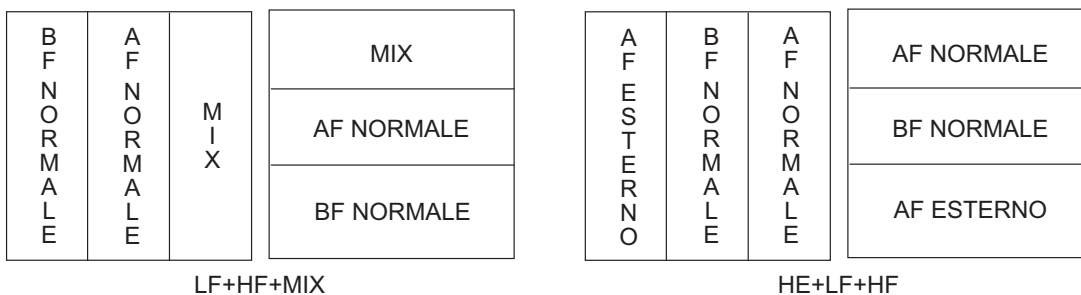 BF NORMALE
AF NORMALE
MIX
MIX
AF NORMALE
BF NORMALE
LF+HF+MIX
AF ESTERNO
BF NORMALE
AF NORMALE
AF NORMALE
BF NORMALE
AF ESTERNO
HE+LF+HF